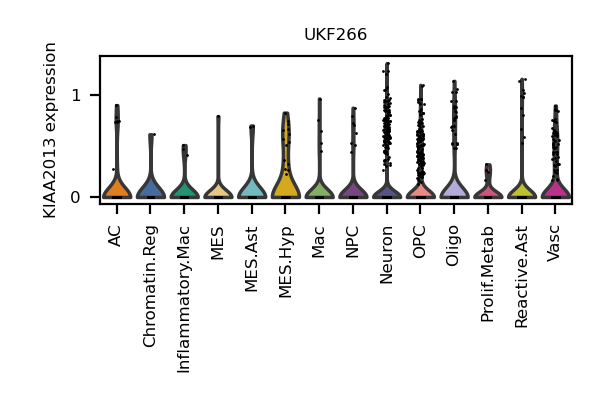 UKF266
KIAA2013 expression
1
0
AC
Chromatin.Reg
Inflammatory.Mac
MES
MES.Ast
MES.Hyp
Mac
NPC
Neuron
OPC
Oligo
Prolif.Metab
Reactive.Ast
Vasc